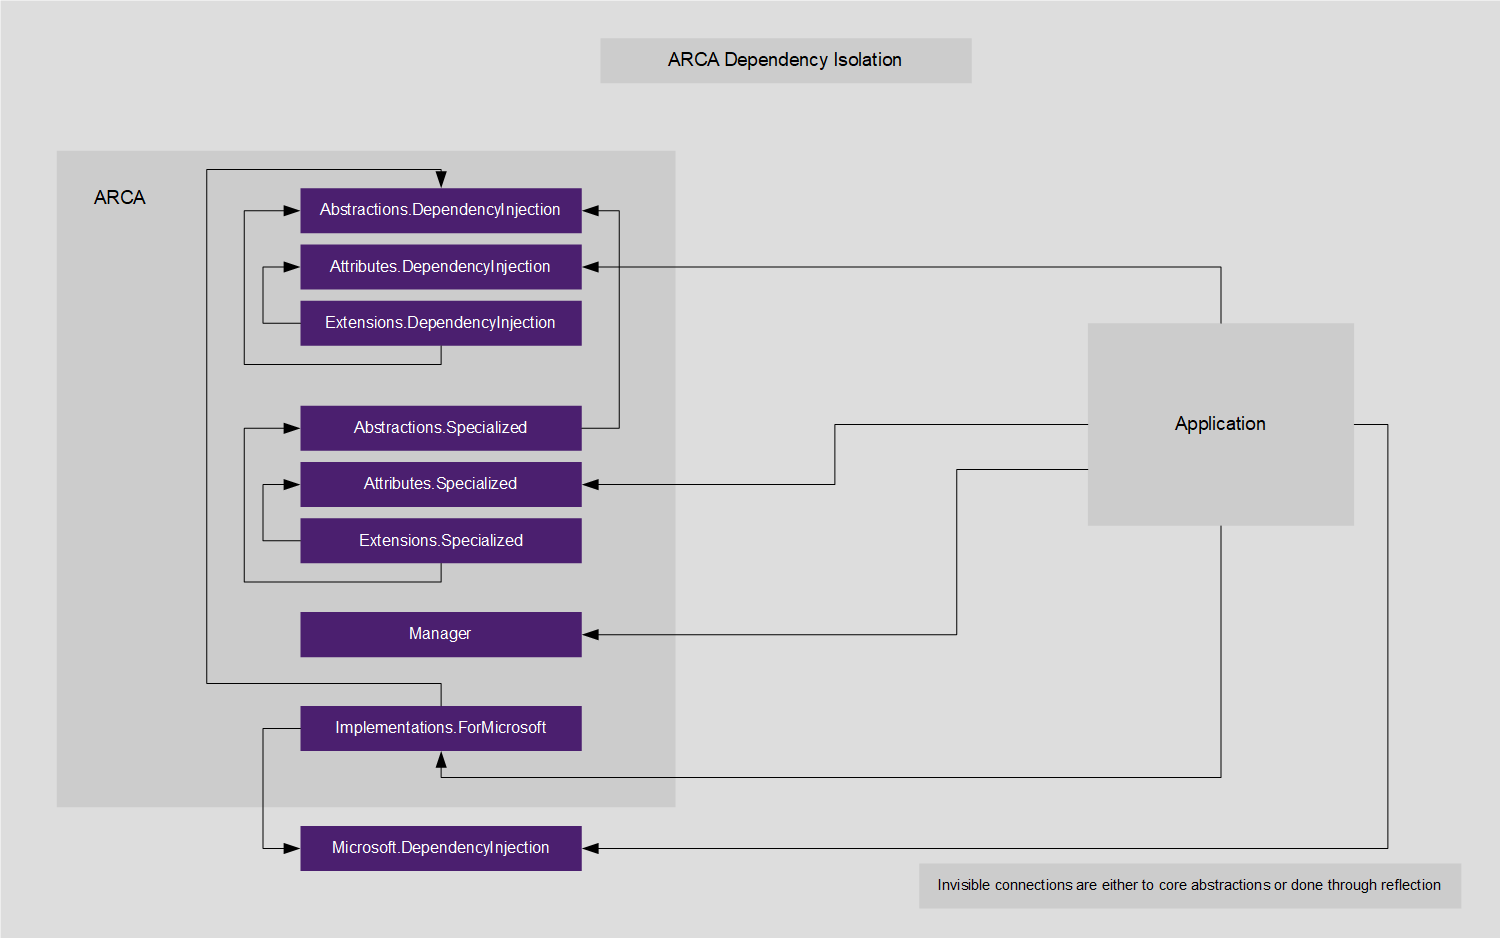 ARCA Dependency Isolation
ARCA
Abstractions.DependencyInjection
Attributes.DependencyInjection
Extensions.DependencyInjection
Abstractions.Specialized
Attributes.Specialized
Extensions.Specialized
Manager
Implementations.ForMicrosoft
Microsoft.DependencyInjection
Application
Invisible connections are either to core abstractions or done through reflection